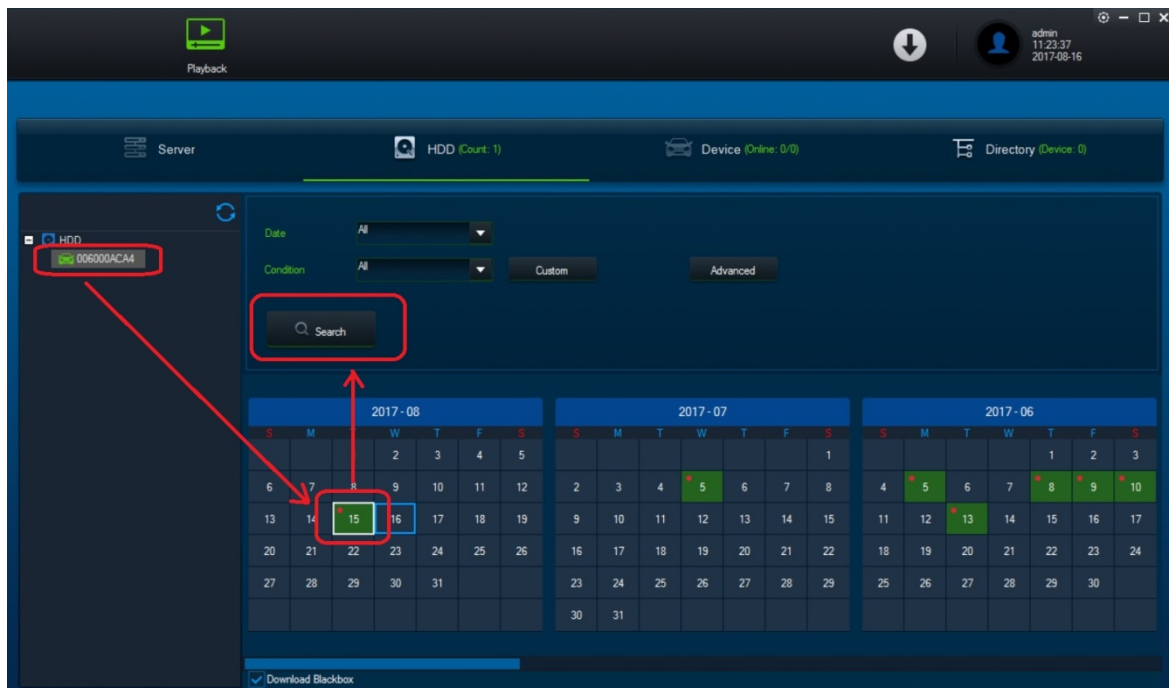 Playback
admin
11:23:37
2017-08-16
Server
HDD (Count: 1)
Device (Online: 0/0)
Directory (Device: 0)
HDD
006000ACA4
Date All
Condition All Custom Advanced
Search
2017 - 08 2017 - 07 2017 - 06
S M T W T F S S M T W T F S S M T W T F S
2 3 4 5 1 1 2 3
6 7 8 9 10 11 12 2 3 4 5 6 7 8 4 5 6 7 8 9 10
13 14 15 16 17 18 19 9 10 11 12 13 14 15 11 12 13 14 15 16 17
20 21 22 23 24 25 26 16 17 18 19 20 21 22 18 19 20 21 22 23 24
27 28 29 30 31 23 24 25 26 27 28 29 25 26 27 28 29 30
30 31
Download Blackbox